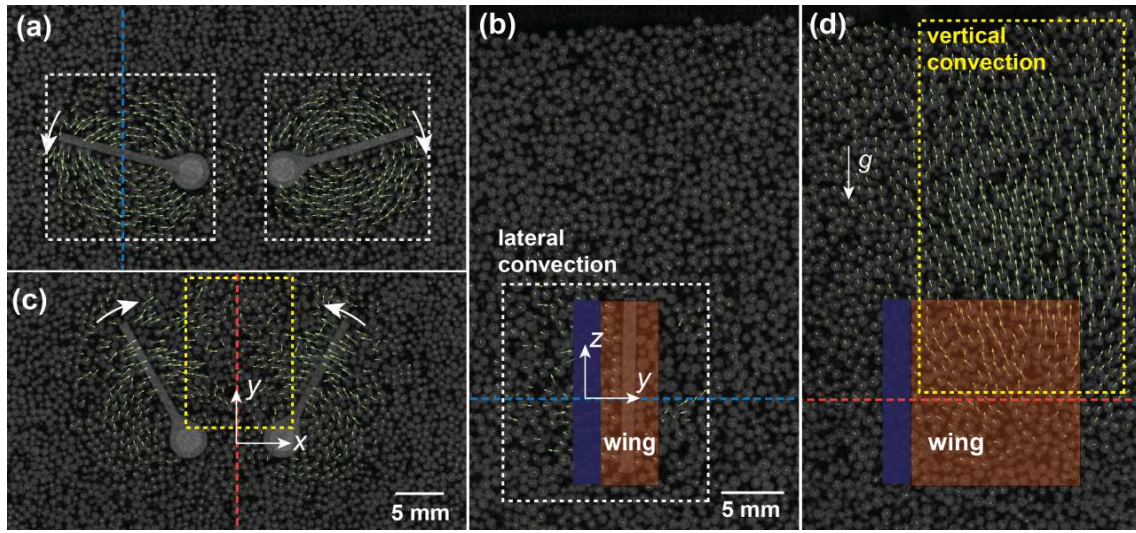 (a)
(b)
lateral
convection
z
y
wing
5 mm
(c)
y
x
5 mm
(d)
vertical
convection
g
wing